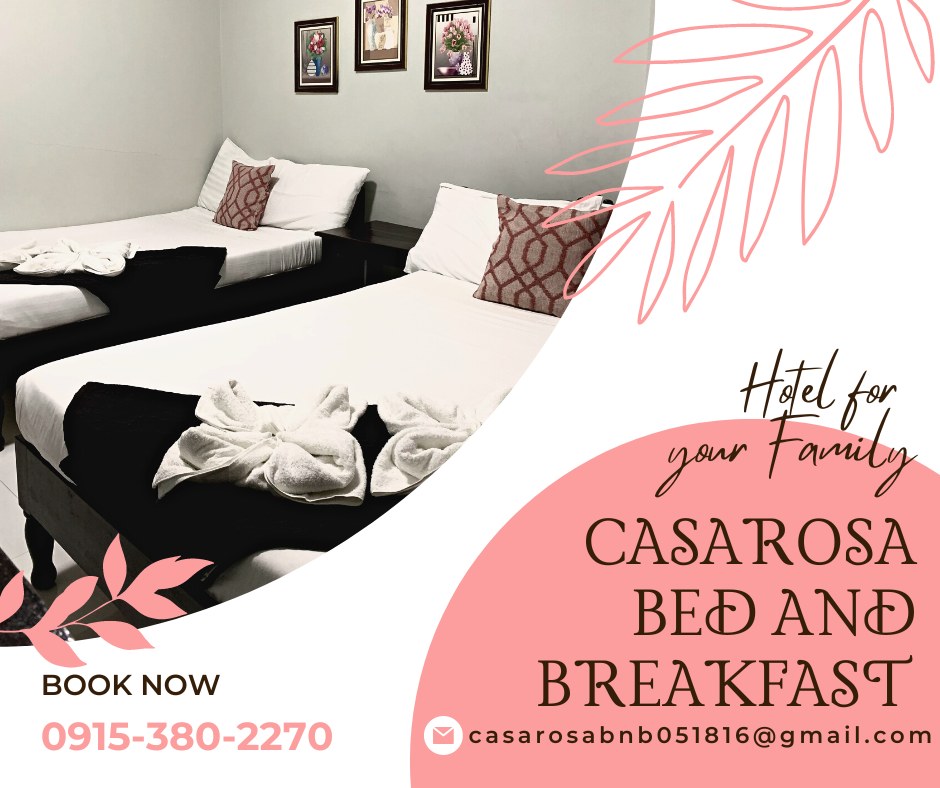 Hotel for
your Family
CASAROSA
BED AND
BREAKFAST
casarosabnb051816@gmail.com
BOOK NOW
0915-380-2270